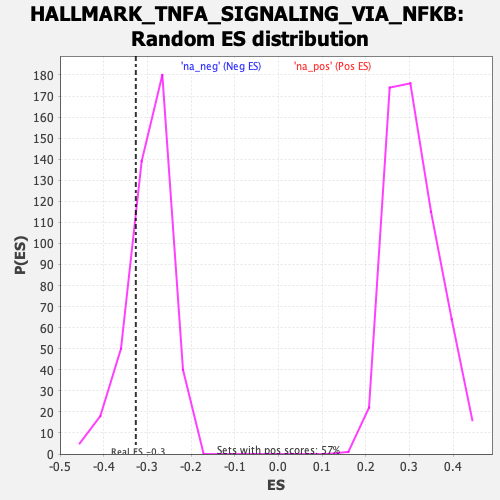 HALLMARK_TNFA_SIGNALING_VIA_NFKB:
Random ES distribution
'na_neg' (Neg ES)
'na_pos' (Pos ES)
180
170
160
150
140
130
120
110
100
90
80
70
60
50
40
30
20
10
0
P(ES)
Real ES -0.3
Sets with pos scores: 57%
-0.5 -0.4 -0.3 -0.2 -0.1 0.0 0.1 0.2 0.3 0.4
ES